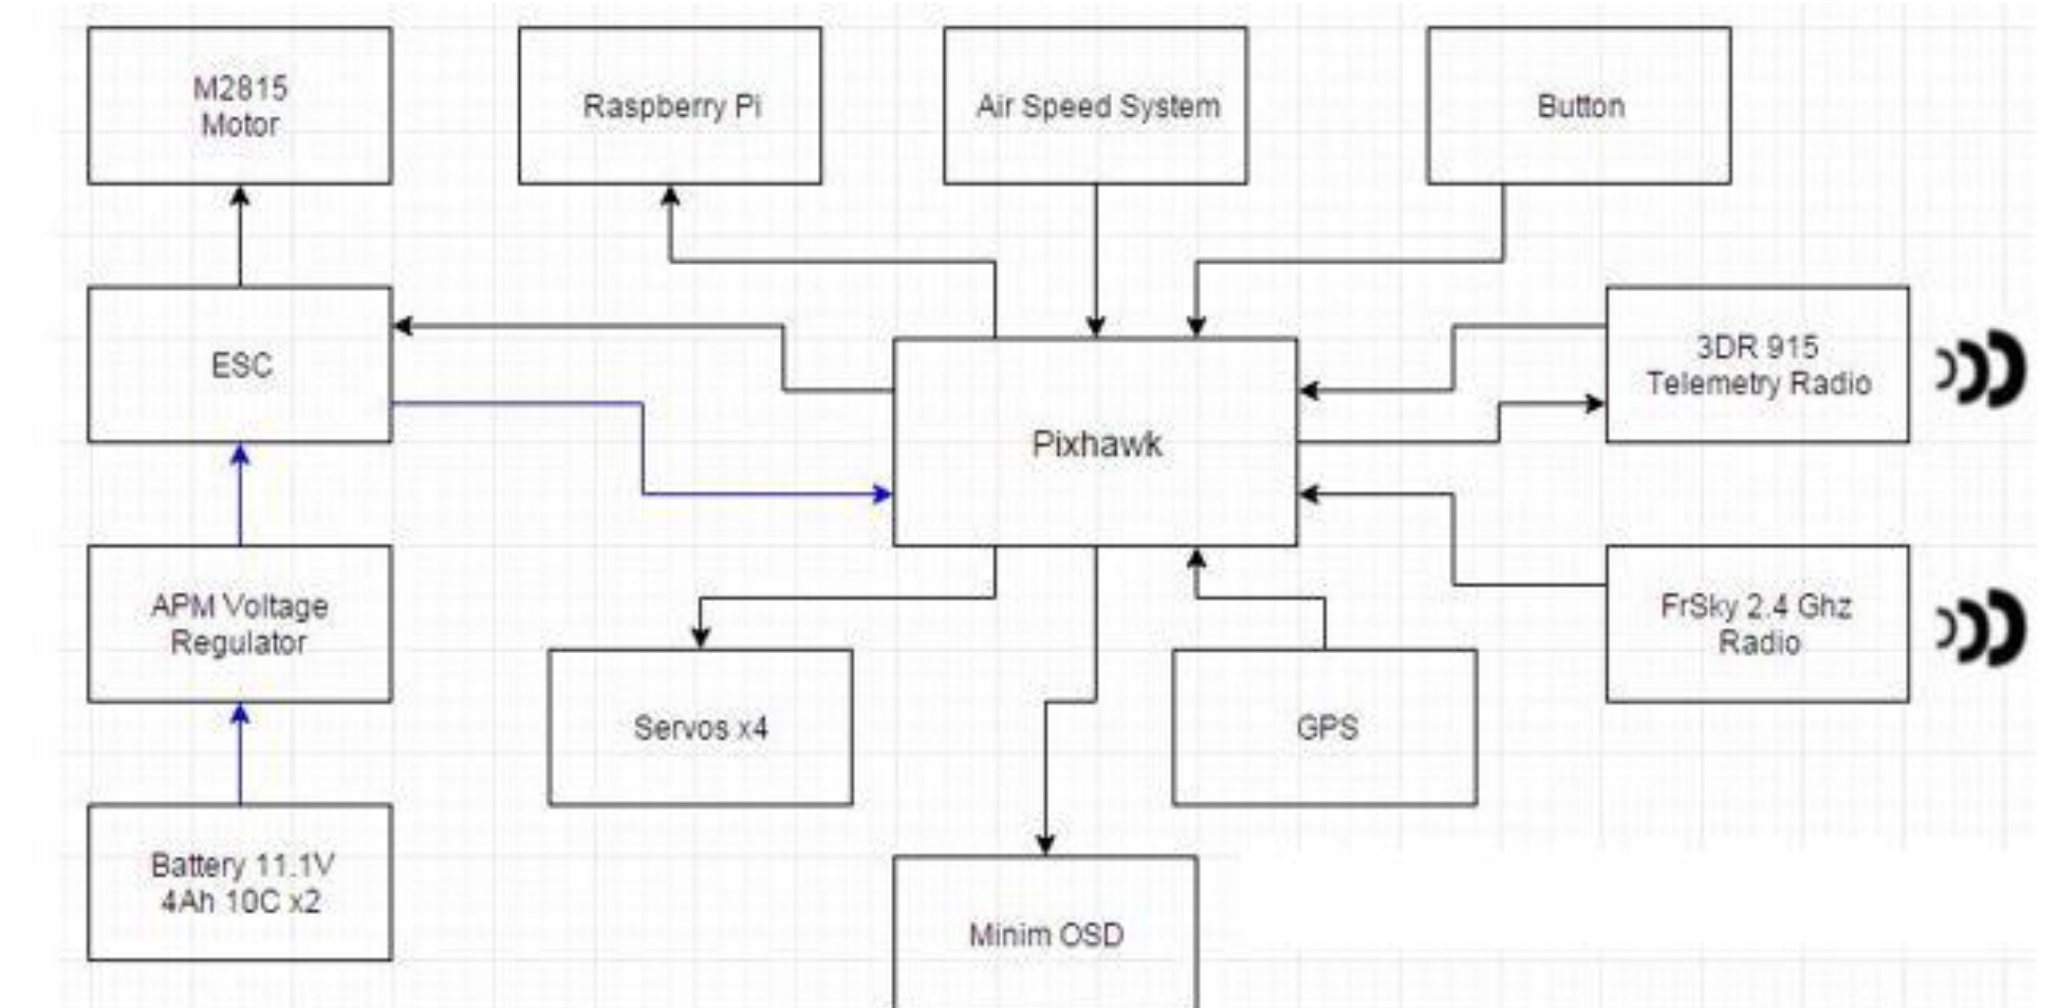 M2815
Motor
Raspberry Pi
Air Speed System
Button
ESC
3DR 915
Telemetry Radio
Pixhawk
APM Voltage
Regulator
FrSky 2.4 Ghz
Radio
Servos x4
GPS
Battery 11.1V
4Ah 10C x2
Minim OSD